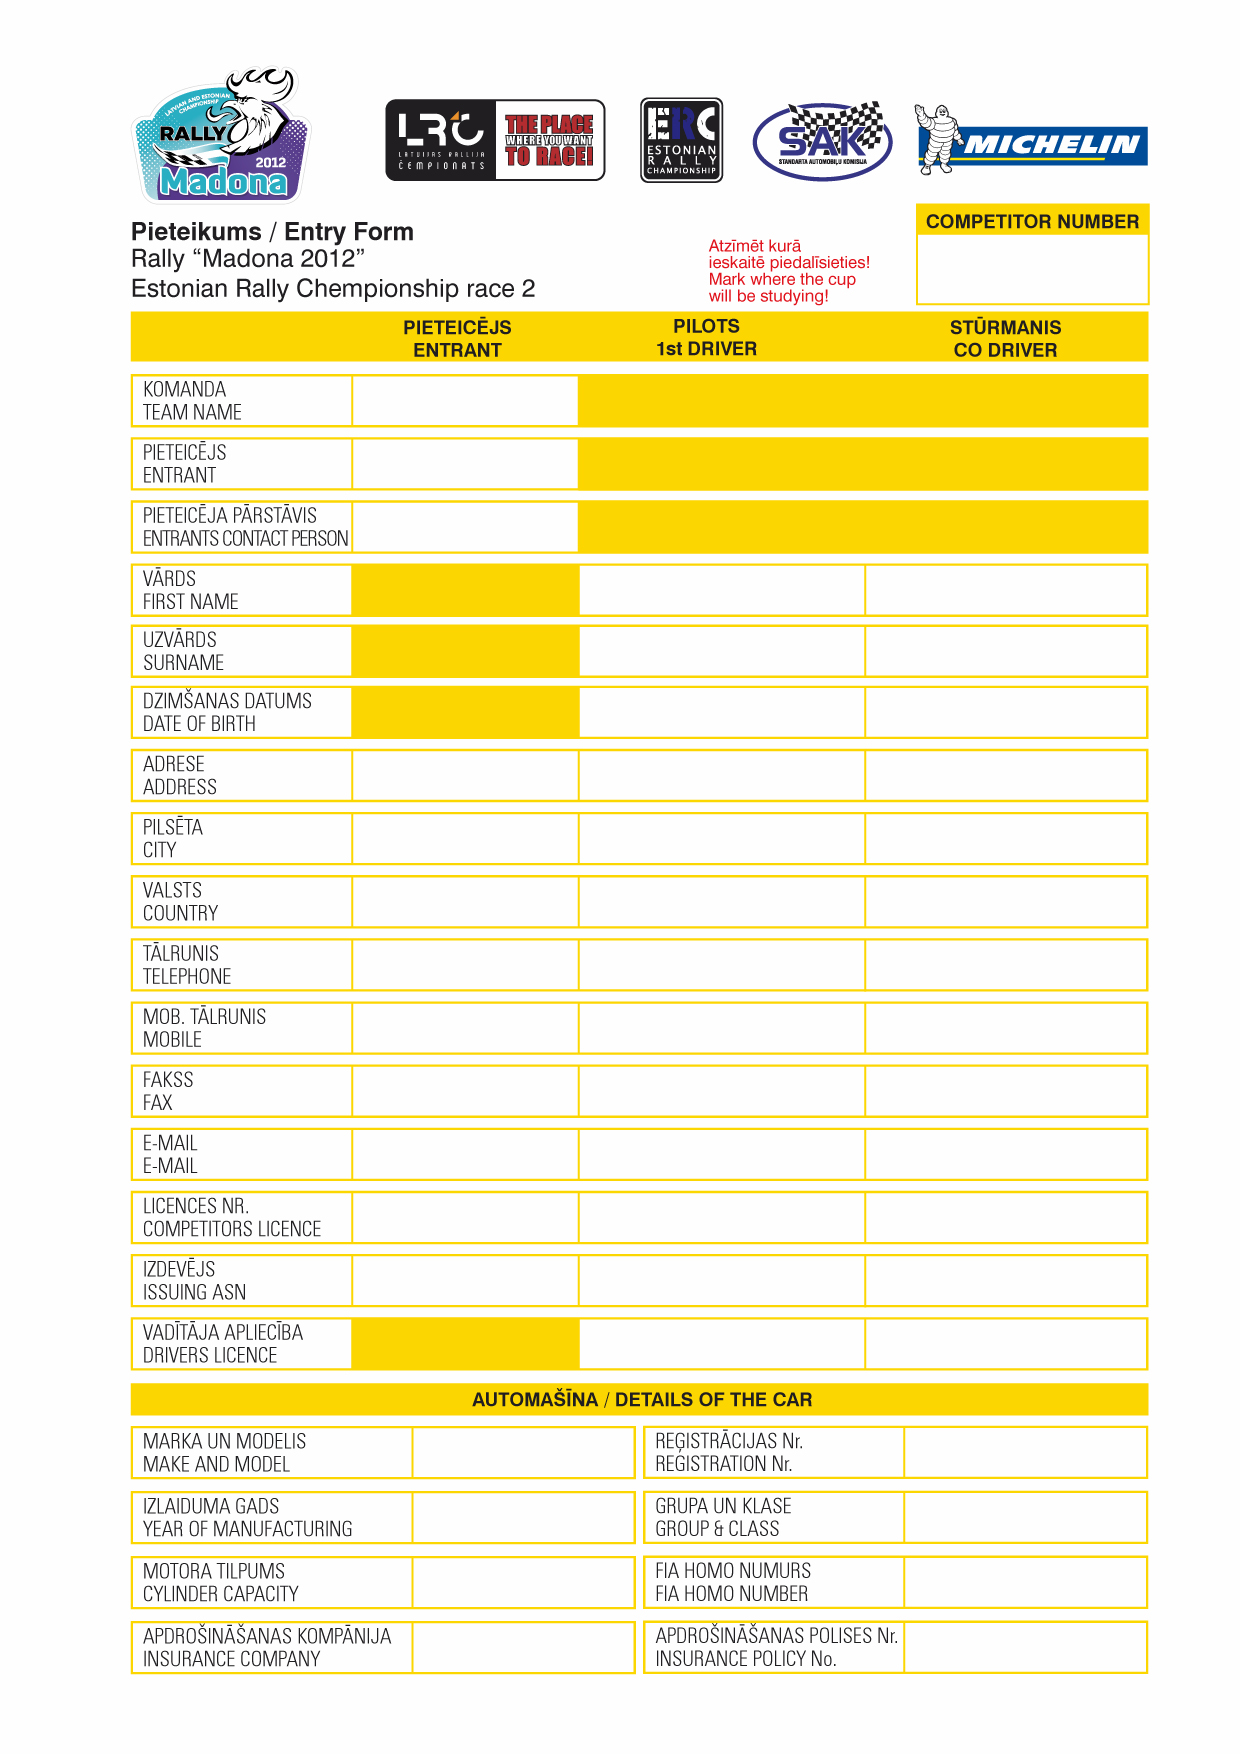 LATVIAN AND ESTONIAN
CHAMPIONSHIP
RALLY
2012
Madona
LRČ
LATVIJAS RALLIJA
ČEMPIONATS
THE PLACE
WHERE YOU WANT
TO RACE!
ERC
ESTONIAN
RALLY
CHAMPIONSHIP
SAK
STANDARTA AUTOMOBIĻU KOMISIJA
MICHELIN
Pieteikums / Entry Form
Rally “Madona 2012”
Estonian Rally Chempionship race 2
Atzīmēt kurā
ieskaitē piedalīsieties!
Mark where the cup
will be studying!
COMPETITOR NUMBER
PIETEICĒJS
ENTRANT
PILOTS
1st DRIVER
STŪRMANIS
CO DRIVER
KOMANDA
TEAM NAME
PIETEICĒJS
ENTRANT
PIETEICĒJA PĀRSTĀVIS
ENTRANTS CONTACT PERSON
VĀRDS
FIRST NAME
UZVĀRDS
SURNAME
DZIMŠANAS DATUMS
DATE OF BIRTH
ADRESE
ADDRESS
PILSĒTA
CITY
VALSTS
COUNTRY
TĀLRUNIS
TELEPHONE
MOB. TĀLRUNIS
MOBILE
FAKSS
FAX
E-MAIL
E-MAIL
LICENCES NR.
COMPETITORS LICENCE
IZDEVĒJS
ISSUING ASN
VADĪTĀJA APLIECĪBA
DRIVERS LICENCE
AUTOMAŠĪNA / DETAILS OF THE CAR
MARKA UN MODELIS
MAKE AND MODEL
REĢISTRĀCIJAS Nr.
REGISTRATION Nr.
IZLAIDUMA GADS
YEAR OF MANUFACTURING
GRUPA UN KLASE
GROUP & CLASS
MOTORA TILPUMS
CYLINDER CAPACITY
FIA HOMO NUMURS
FIA HOMO NUMBER
APDROŠINĀŠANAS KOMPĀNIJA
INSURANCE COMPANY
APDROŠINĀŠANAS POLISES Nr.
INSURANCE POLICY No.